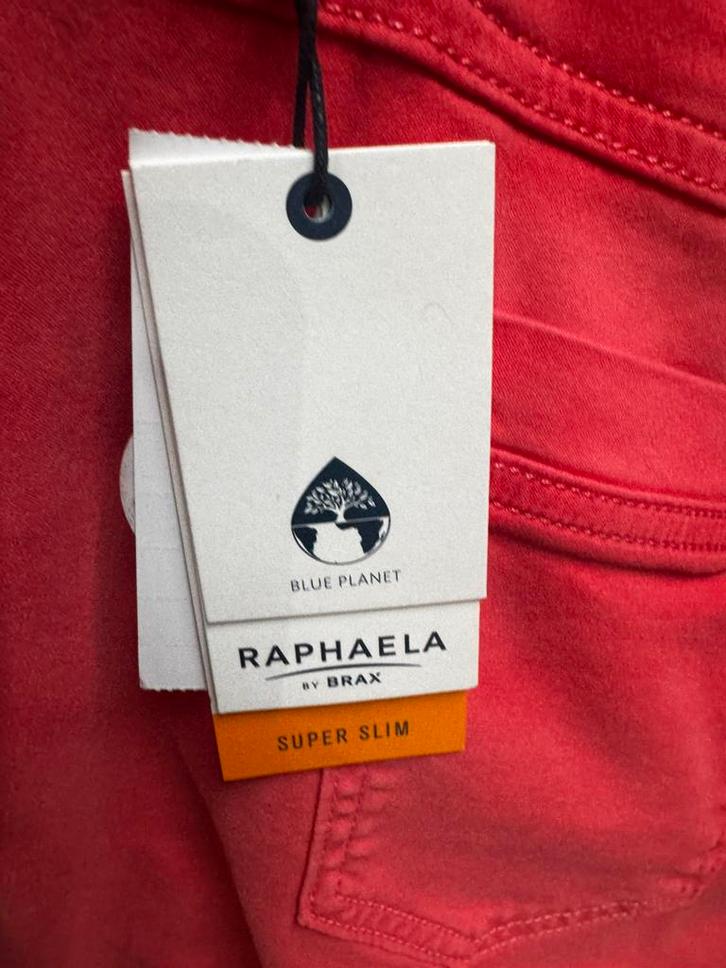 BLUE PLANET
RAPHAELA
BY BRAX
SUPER SLIM